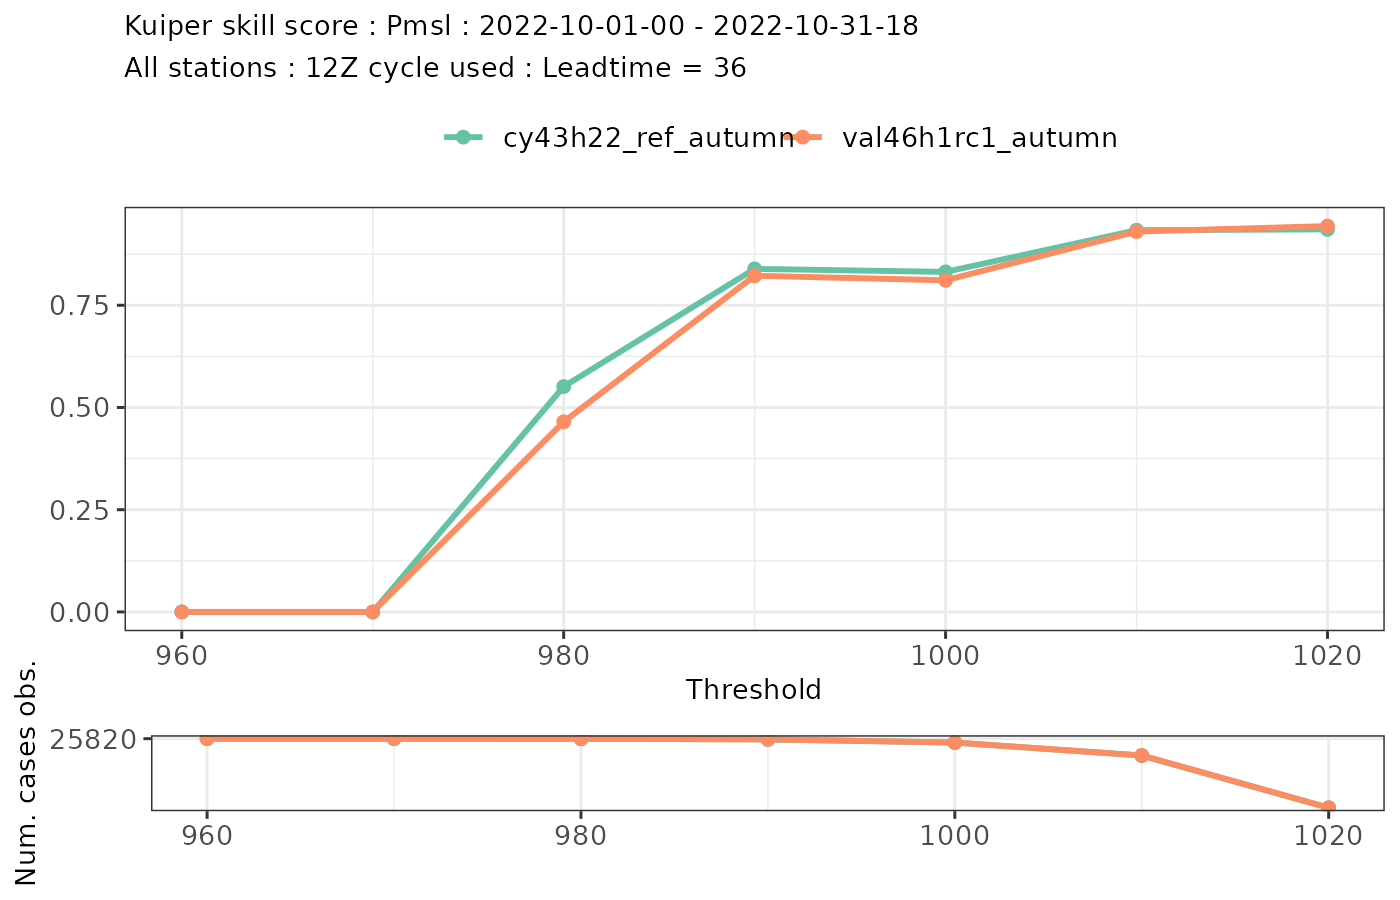 Kuiper skill score : Pmsl : 2022-10-01-00 - 2022-10-31-18
All stations : 12Z cycle used : Leadtime = 36
cy43h22_ref_autumn val46h1rc1_autumn
0.75
0.50
0.25
0.00
960 980 1000 1020
Threshold
Num. cases obs.
25820
960 980 1000 1020